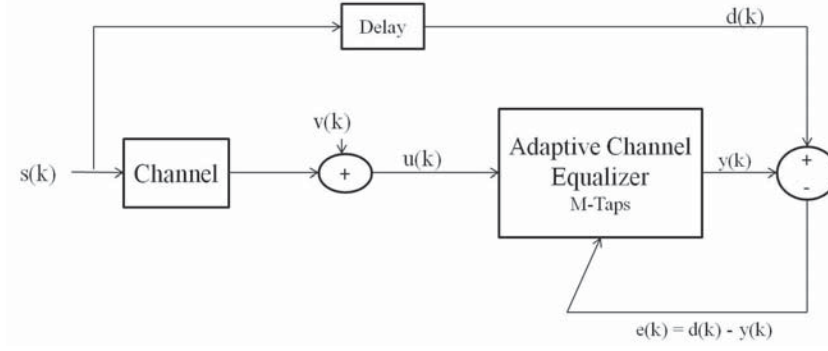 d(k)
Delay
v(k)
s(k)
Channel
+
u(k)
Adaptive Channel
Equalizer
M-Taps
y(k)
+
-
e(k) = d(k) - y(k)